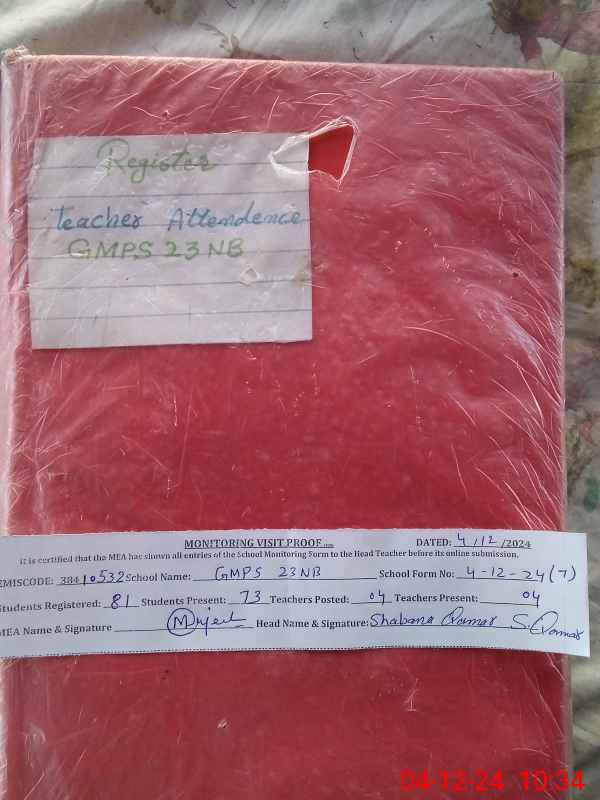 Register
Teacher Attendence
GMPS 23 NB
MONITORING VISIT PROOF
DATED: 4/12/2024
It is certified that the MEA has shown all entries of the School Monitoring Form to the Head Teacher before its online submission.
EMISCODE: 38410532 School Name: GMPS 23NB School Form No: 4-12-24(7)
Students Registered: 81 Students Present: 73 Teachers Posted: 04 Teachers Present: 04
MEA Name & Signature Head Name & Signature: Shabana Qamar S. Qamar
04-12-24 10:34